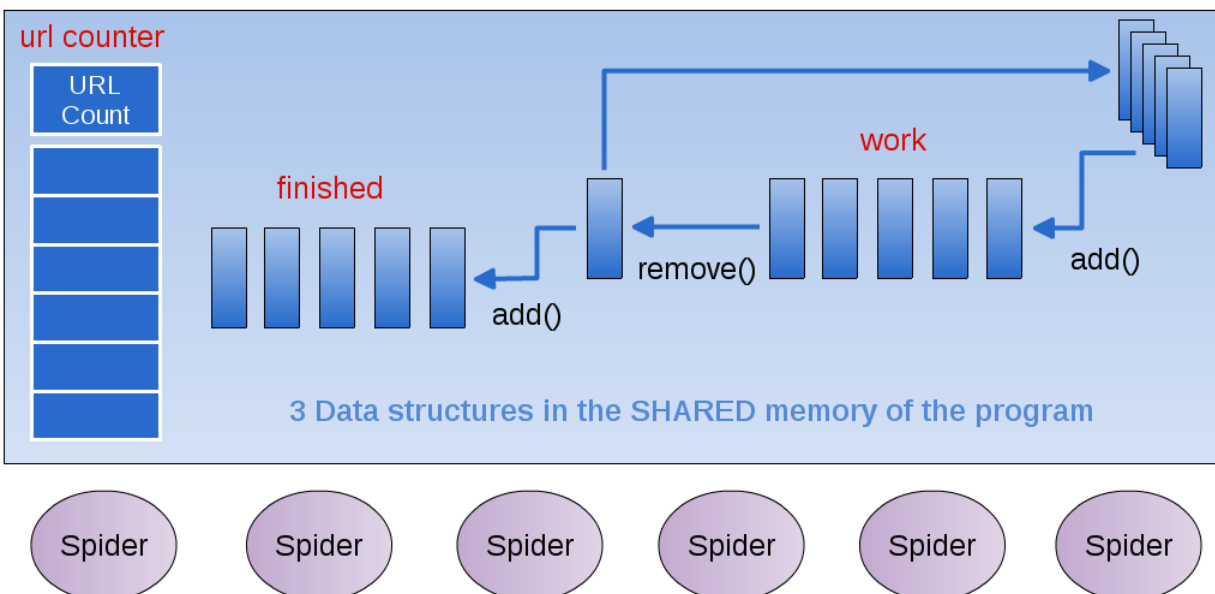 url counter
URL
Count
finished
work
add()
remove()
add()
3 Data structures in the SHARED memory of the program
Spider
Spider
Spider
Spider
Spider
Spider